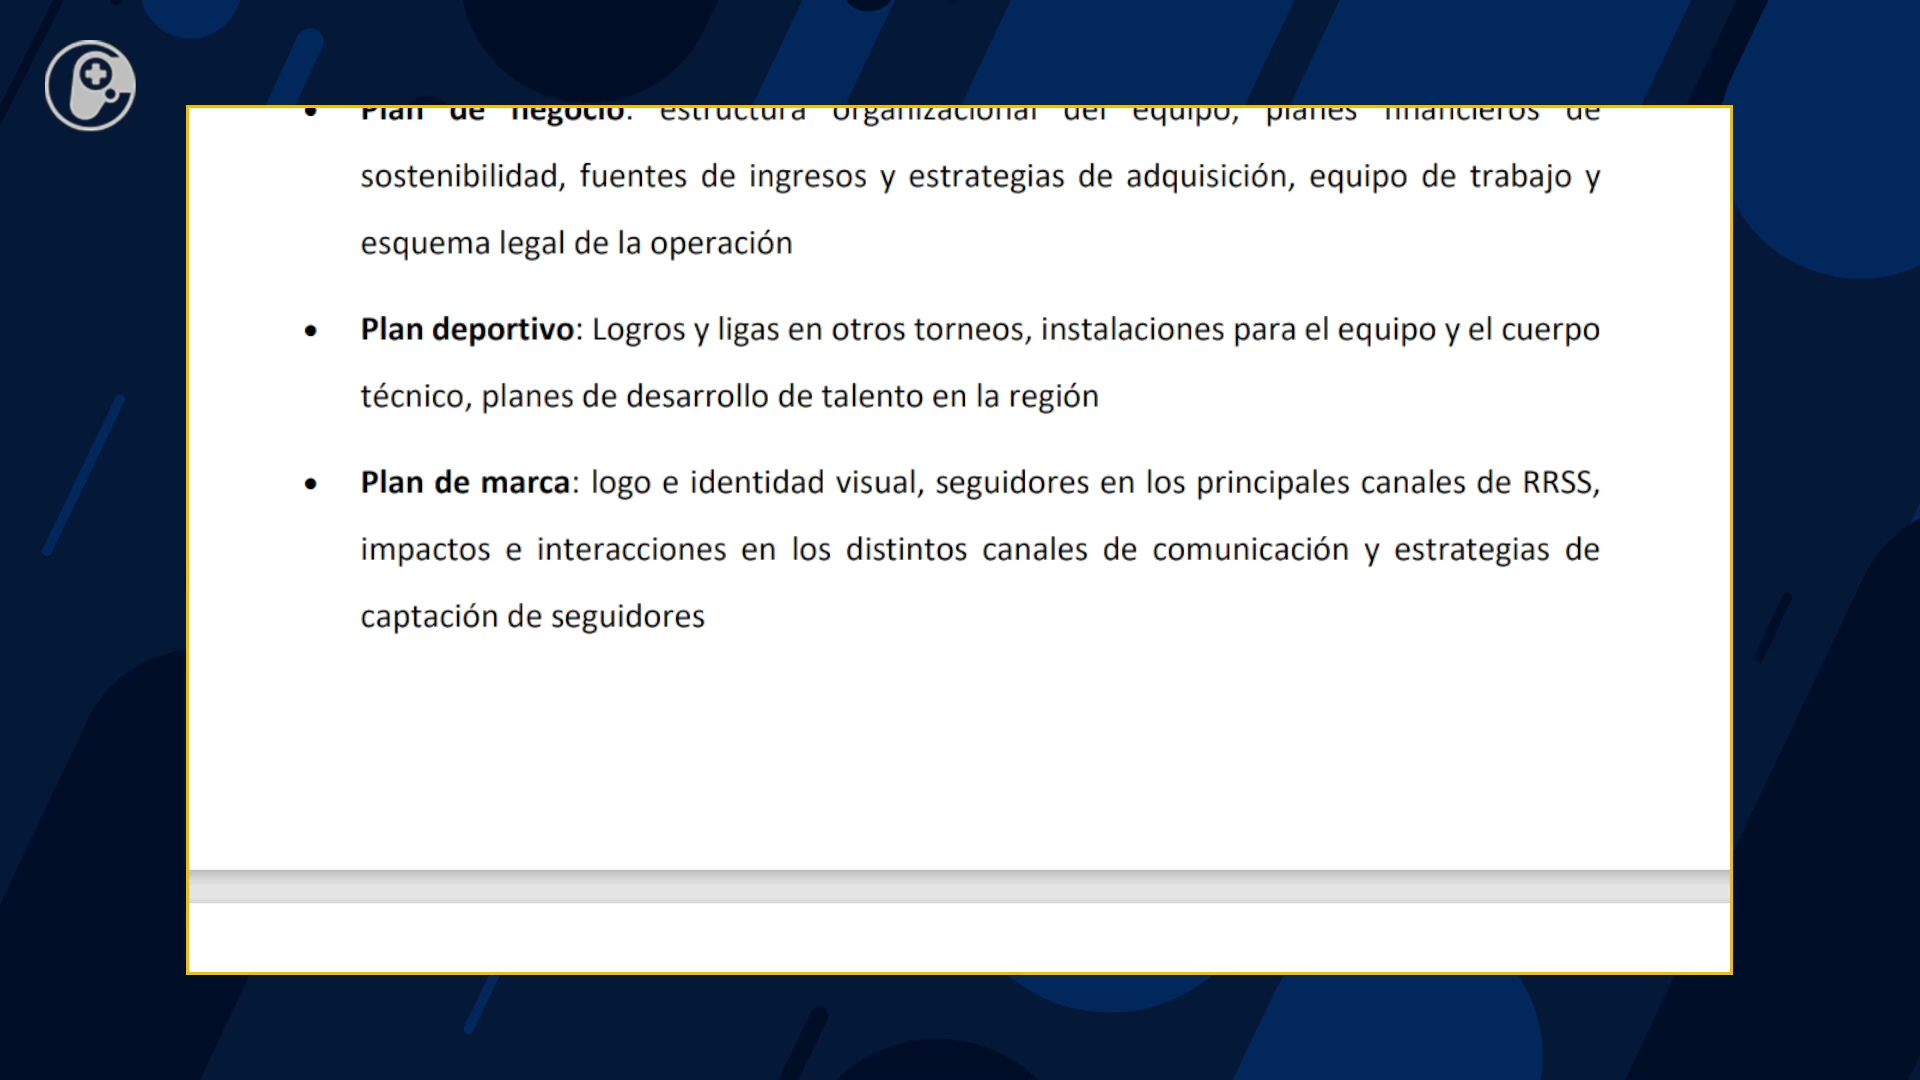 • Plan de negocio: estructura organizacional del equipo, planes financieros de
sostenibilidad, fuentes de ingresos y estrategias de adquisición, equipo de trabajo y
esquema legal de la operación
• Plan deportivo: Logros y ligas en otros torneos, instalaciones para el equipo y el cuerpo
técnico, planes de desarrollo de talento en la región
• Plan de marca: logo e identidad visual, seguidores en los principales canales de RRSS,
impactos e interacciones en los distintos canales de comunicación y estrategias de
captación de seguidores